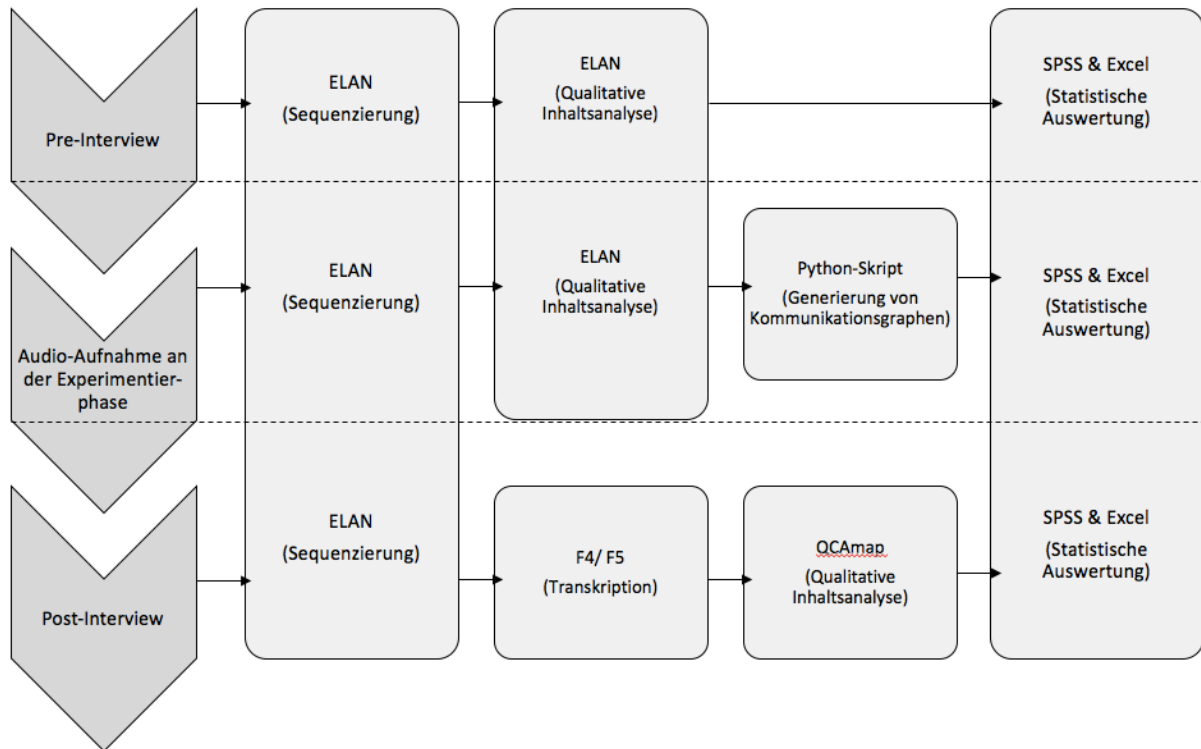 Pre-Interview
ELAN
(Sequenzierung)
ELAN
(Qualitative
Inhaltsanalyse)
SPSS & Excel
(Statistische
Auswertung)
Audio-Aufnahme an
der Experimentier-
phase
ELAN
(Sequenzierung)
ELAN
(Qualitative
Inhaltsanalyse)
Python-Skript
(Generierung von
Kommunikationsgraphen)
SPSS & Excel
(Statistische
Auswertung)
Post-Interview
ELAN
(Sequenzierung)
F4/ F5
(Transkription)
QCAmap
(Qualitative
Inhaltsanalyse)
SPSS & Excel
(Statistische
Auswertung)